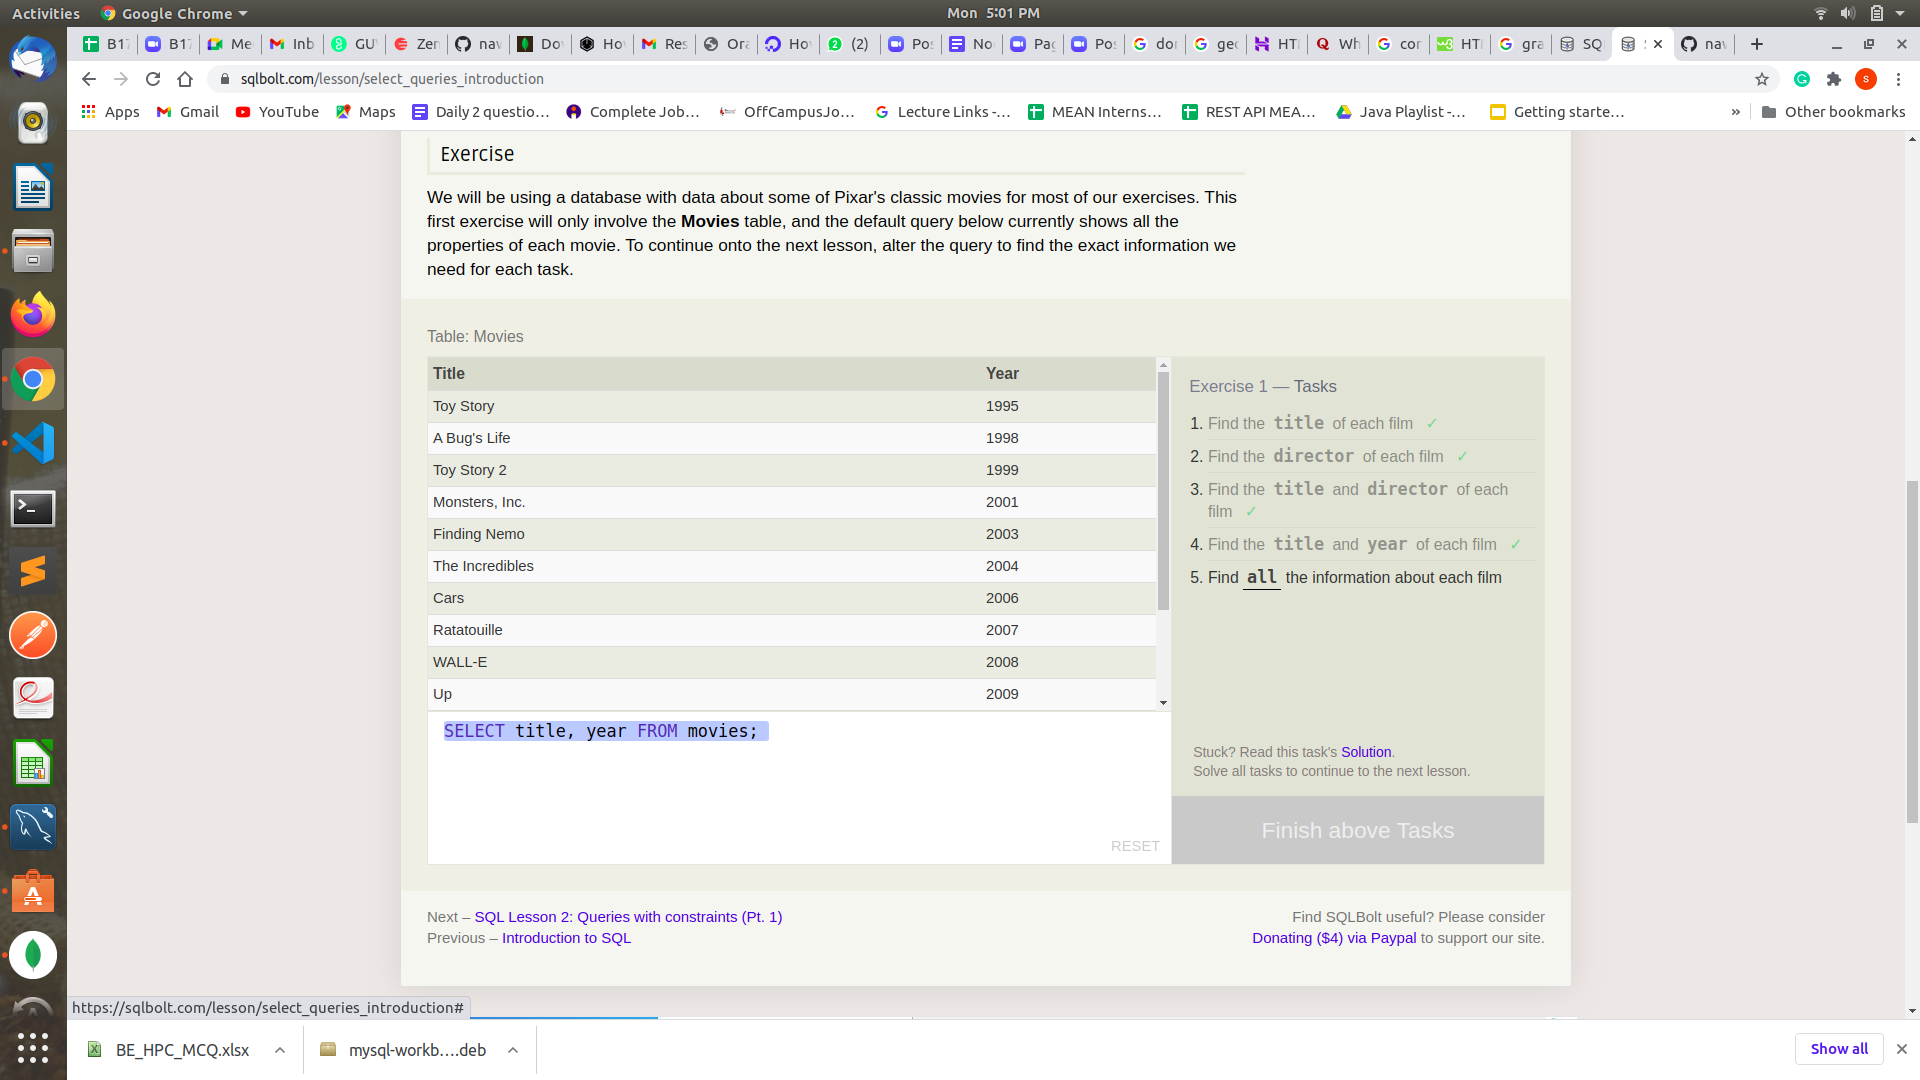 Activities
Google Chrome
Mon 5:01 PM
B17
B17
Me
Inb
GU
Zen
nav
Do
Ho
Res
Ora
Ho
(2)
Pos
No
Pag
Pos
dor
gec
HT
Wh
cor
HT
gra
SQ
S
nav
sqlbolt.com/lesson/select_queries_introduction
S
Apps
Gmail
YouTube
Maps
Daily 2 questio...
Complete Job...
OffCampusJo...
Lecture Links -...
MEAN Interns...
REST API MEA...
Java Playlist -...
Getting starte...
»
Other bookmarks
Exercise
We will be using a database with data about some of Pixar's classic movies for most of our exercises. This
first exercise will only involve the Movies table, and the default query below currently shows all the
properties of each movie. To continue onto the next lesson, alter the query to find the exact information we
need for each task.
Table: Movies
Title Year
Toy Story 1995
A Bug's Life 1998
Toy Story 2 1999
Monsters, Inc. 2001
Finding Nemo 2003
The Incredibles 2004
Cars 2006
Ratatouille 2007
WALL-E 2008
Up 2009
SELECT title, year FROM movies;
RESET
Exercise 1 — Tasks
1. Find the title of each film ✓
2. Find the director of each film ✓
3. Find the title and director of each
film ✓
4. Find the title and year of each film ✓
5. Find all the information about each film
Stuck? Read this task's Solution.
Solve all tasks to continue to the next lesson.
Finish above Tasks
Next – SQL Lesson 2: Queries with constraints (Pt. 1)
Previous – Introduction to SQL
Find SQLBolt useful? Please consider
Donating ($4) via Paypal to support our site.
https://sqlbolt.com/lesson/select_queries_introduction#
BE_HPC_MCQ.xlsx
mysql-workb....deb
Show all